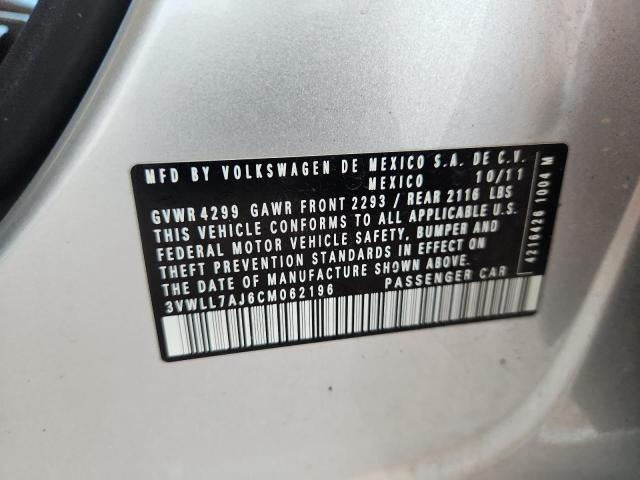 MFD BY VOLKSWAGEN DE MEXICO S.A. DE C.V.
MEXICO 10/11
GVWR 4299 GAWR FRONT 2293 / REAR 2116 LBS
THIS VEHICLE CONFORMS TO ALL APPLICABLE U.S.
FEDERAL MOTOR VEHICLE SAFETY, BUMPER AND
THEFT PREVENTION STANDARDS IN EFFECT ON
THE DATE OF MANUFACTURE SHOWN ABOVE.
3VWLL7AJ6CM062196 PASSENGER CAR
4210426 1004 M